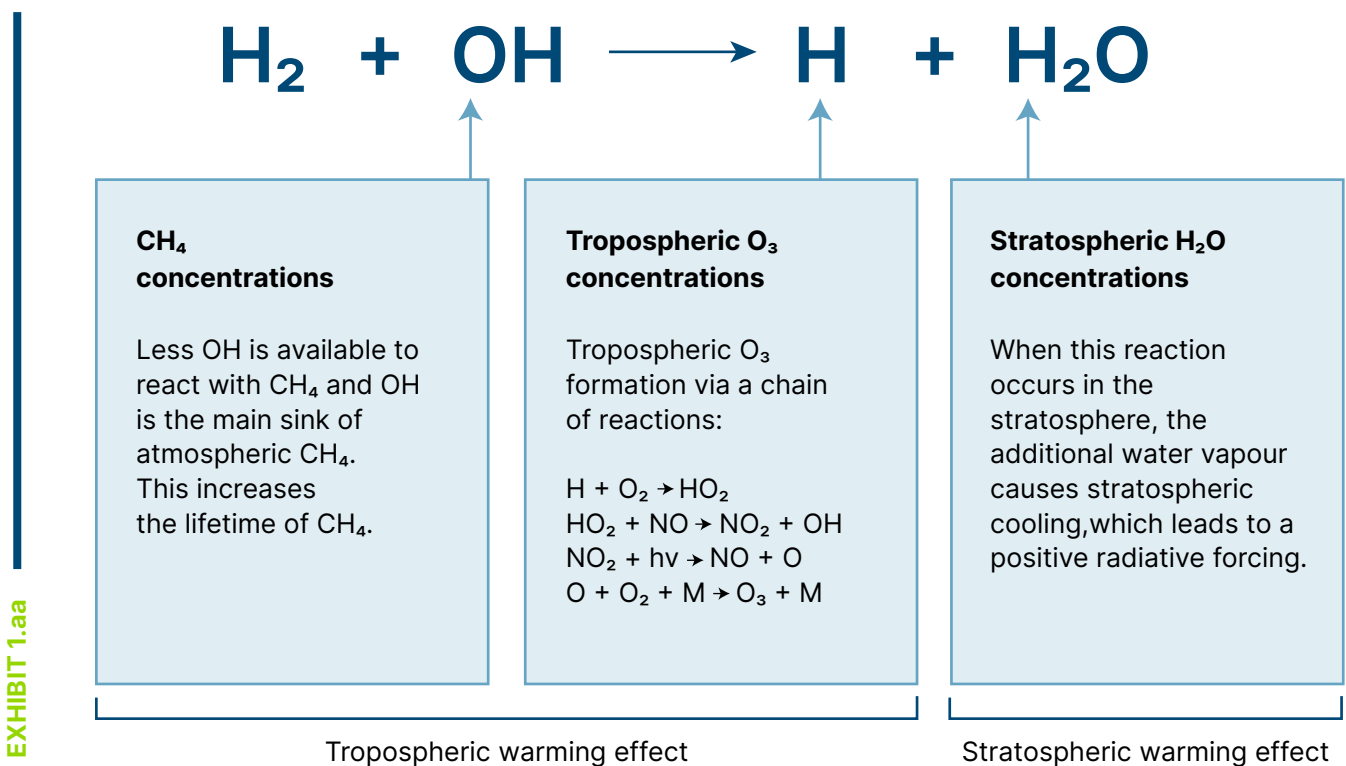 H₂ + OH → H + H₂O
CH₄
concentrations
Less OH is available to
react with CH₄ and OH
is the main sink of
atmospheric CH₄.
This increases
the lifetime of CH₄.
Tropospheric O₃
concentrations
Tropospheric O₃
formation via a chain
of reactions:
H + O₂ → HO₂
HO₂ + NO → NO₂ + OH
NO₂ + hv → NO + O
O + O₂ + M → O₃ + M
Stratospheric H₂O
concentrations
When this reaction
occurs in the
stratosphere, the
additional water vapour
causes stratospheric
cooling,which leads to a
positive radiative forcing.
Tropospheric warming effect
Stratospheric warming effect
EXHIBIT 1.aa